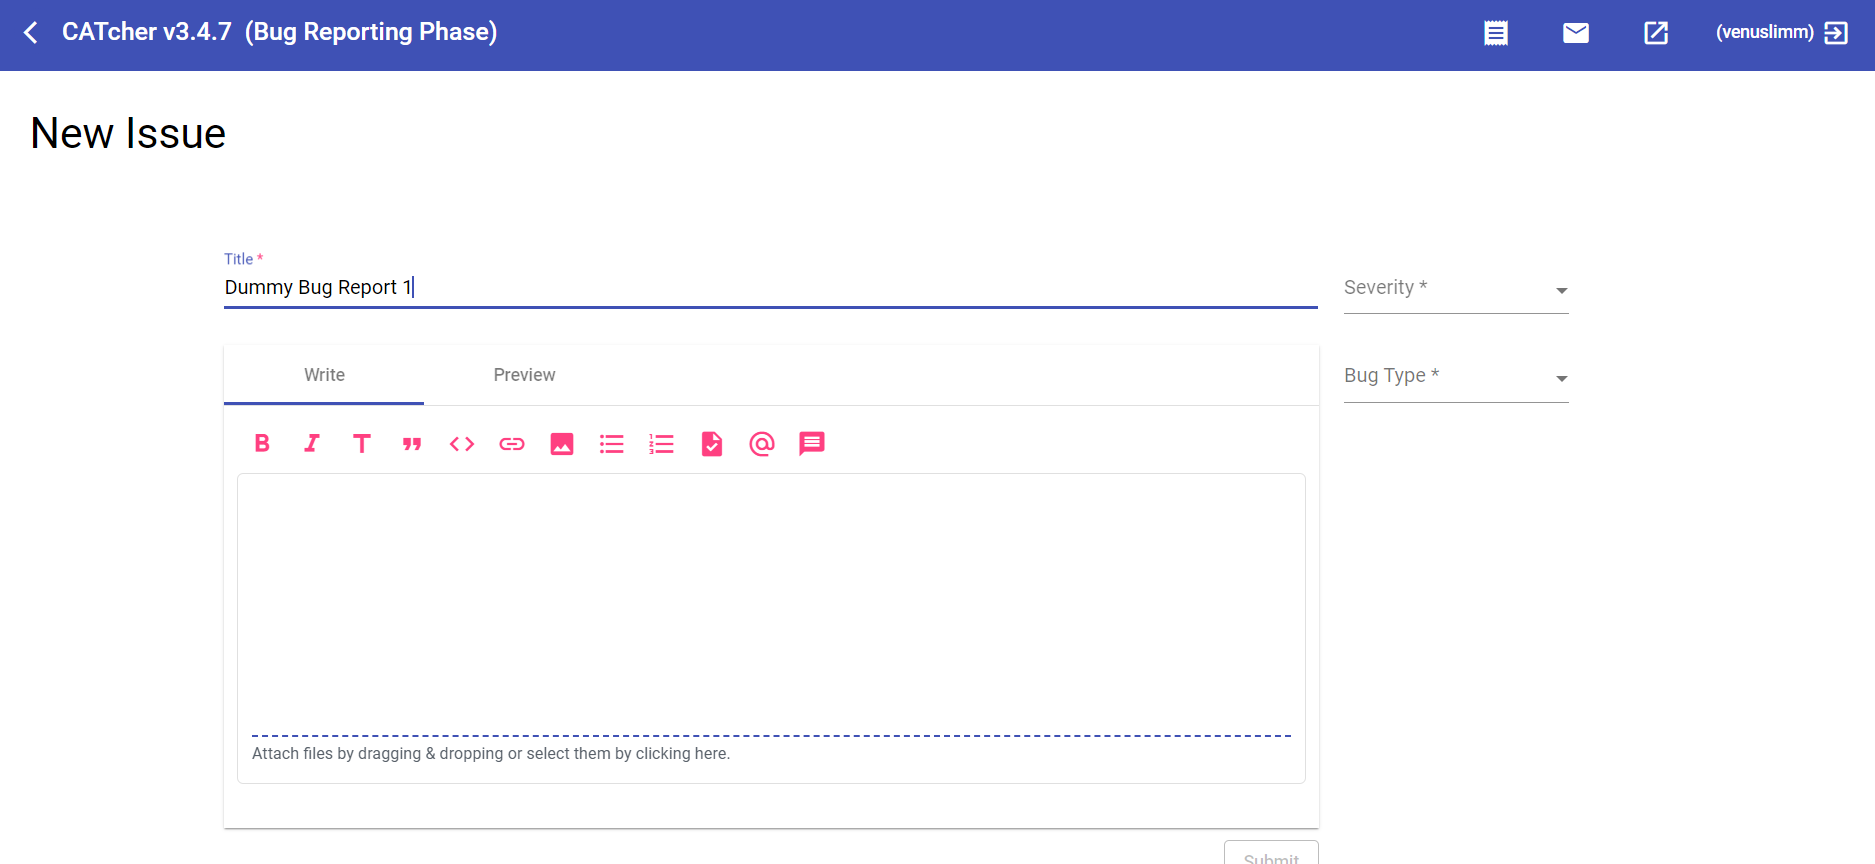 CATcher v3.4.7 (Bug Reporting Phase)
(venuslimm)
New Issue
Title *
Dummy Bug Report 1
Severity *
Write
Preview
Bug Type *
Attach files by dragging & dropping or select them by clicking here.
Submit